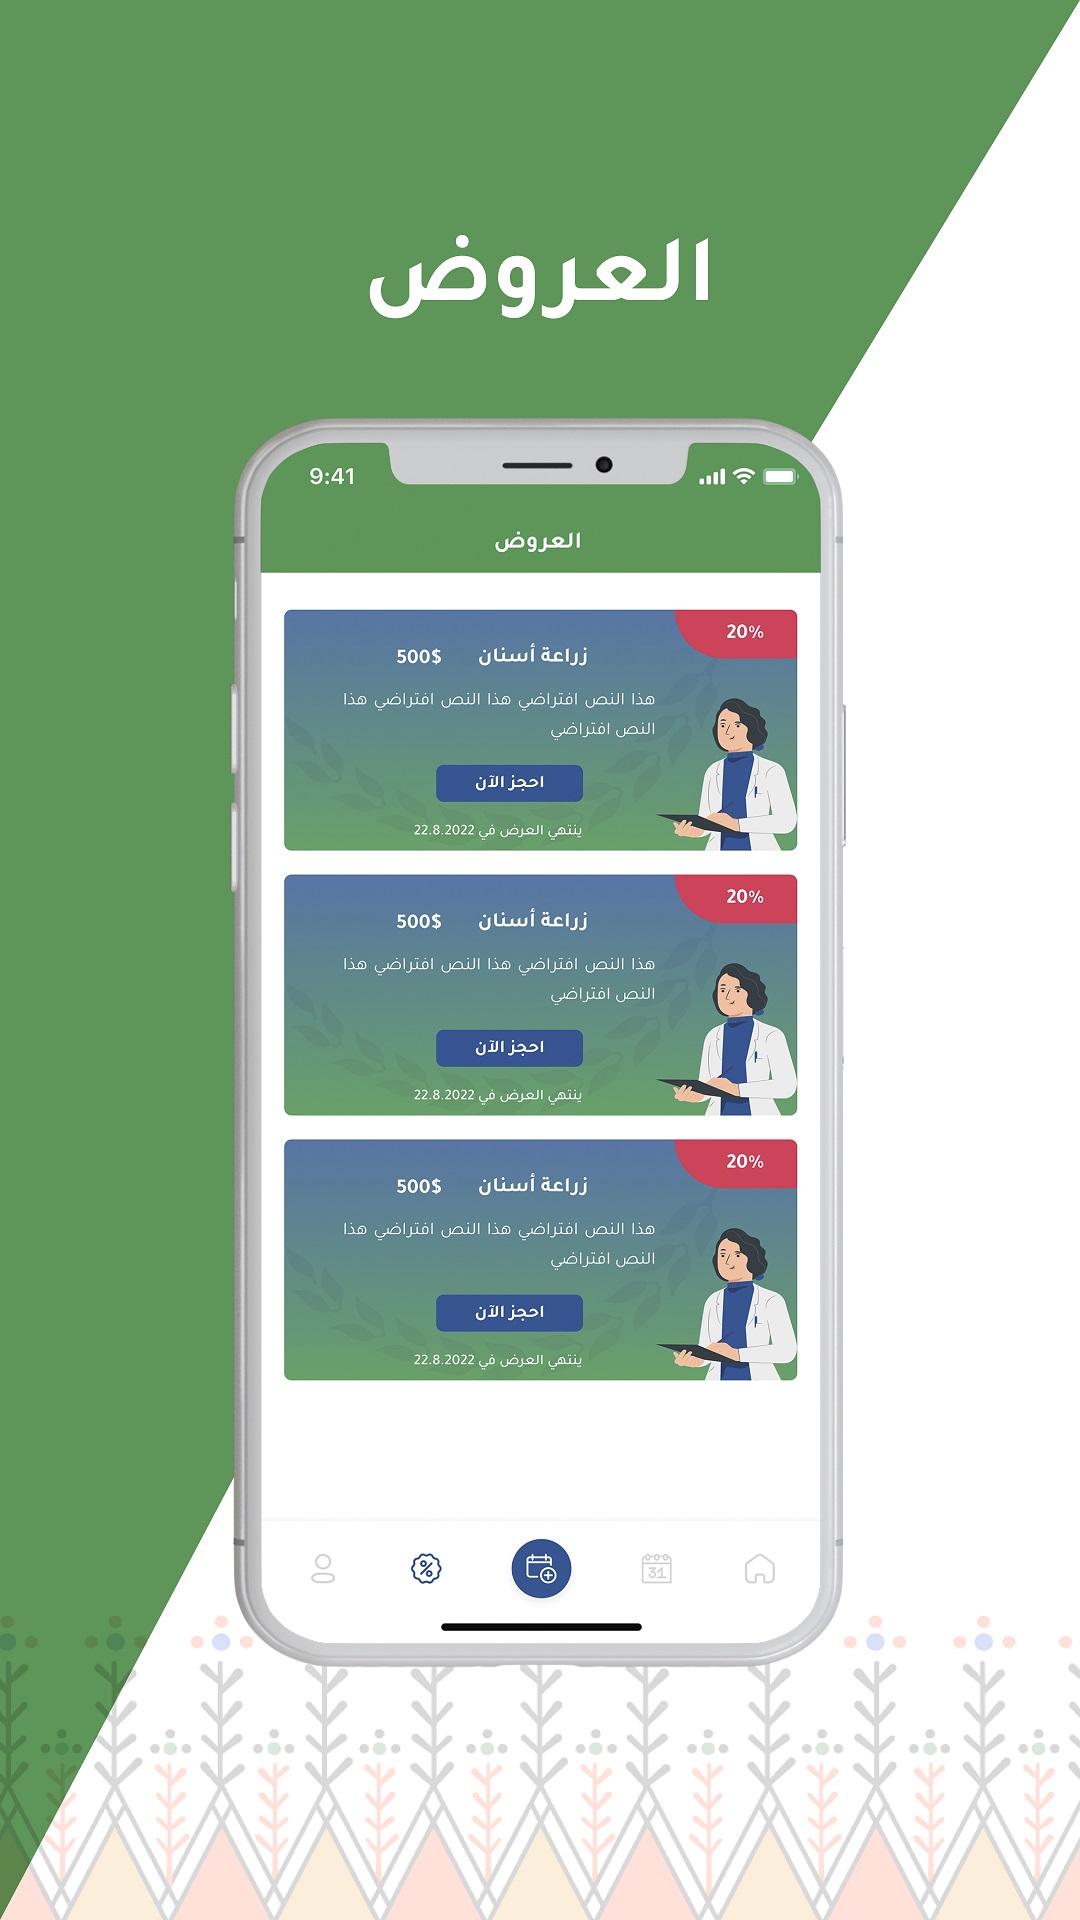 العروض
9:41
العروض
20%
زراعة أسنان 500$
هذا النص افتراضي هذا النص افتراضي هذا
النص افتراضي
احجز الآن
ينتهي العرض في 22.8.2022
20%
زراعة أسنان 500$
هذا النص افتراضي هذا النص افتراضي هذا
النص افتراضي
احجز الآن
ينتهي العرض في 22.8.2022
20%
زراعة أسنان 500$
هذا النص افتراضي هذا النص افتراضي هذا
النص افتراضي
احجز الآن
ينتهي العرض في 22.8.2022
31